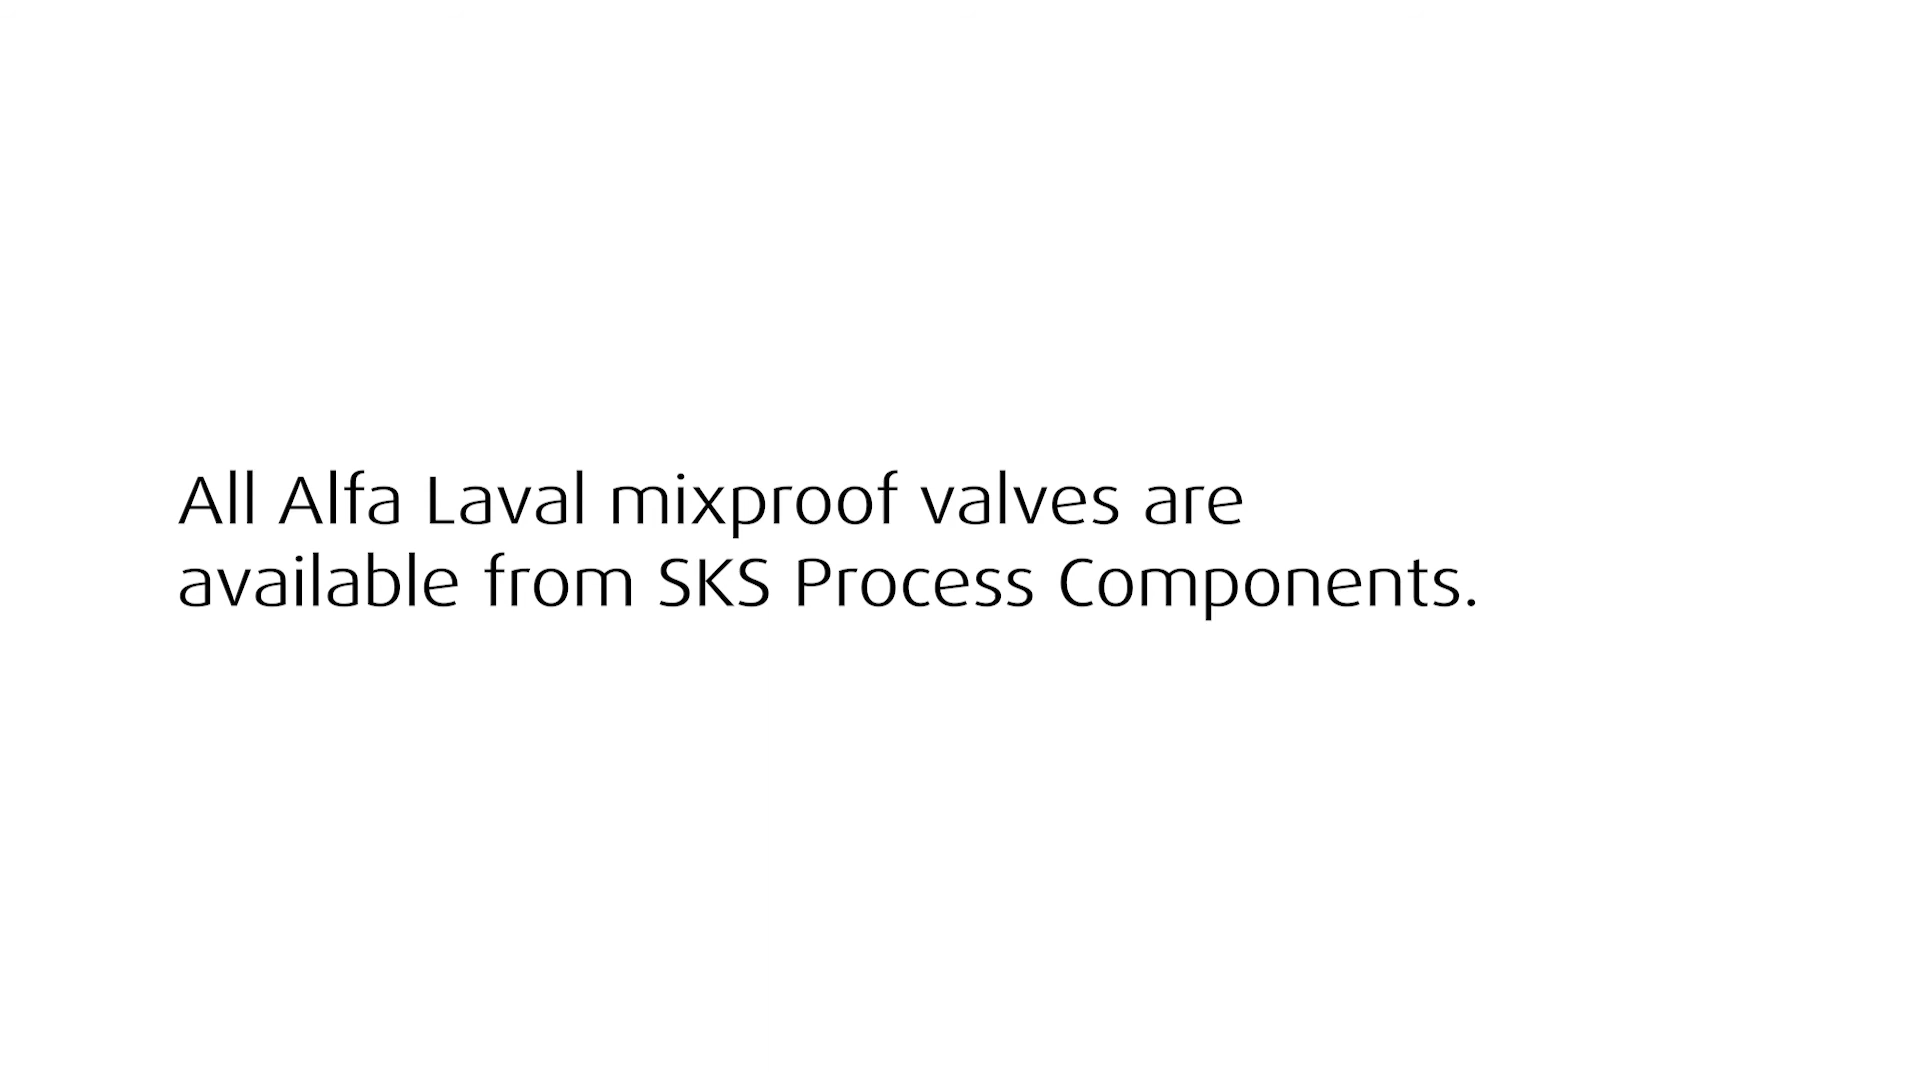 All Alfa Laval mixproof valves are
available from SKS Process Components.